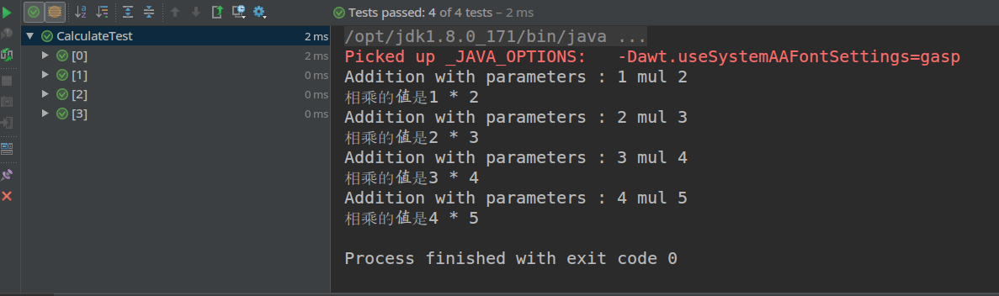 Tests passed: 4 of 4 tests – 2 ms
CalculateTest 2 ms
[0] 2 ms
[1] 0 ms
[2] 0 ms
[3] 0 ms
/opt/jdk1.8.0_171/bin/java ...
Picked up _JAVA_OPTIONS:   -Dawt.useSystemAAFontSettings=gasp
Addition with parameters : 1 mul 2
相乘的值是1 * 2
Addition with parameters : 2 mul 3
相乘的值是2 * 3
Addition with parameters : 3 mul 4
相乘的值是3 * 4
Addition with parameters : 4 mul 5
相乘的值是4 * 5
Process finished with exit code 0